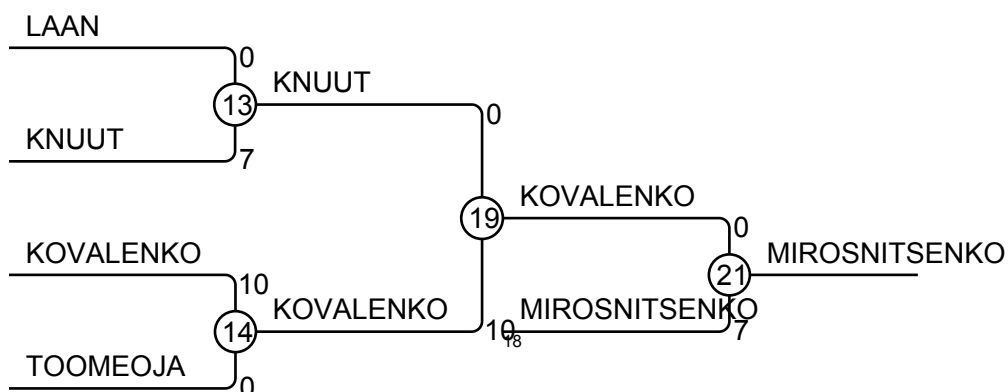 LAAN
0
13
KNUUT
KNUUT
7
0
19
KOVALENKO
KOVALENKO
10
14
KOVALENKO
10
TOOMEOJA
0
0
21
MIROSNITSENKO
18
MIROSNITSENKO
7